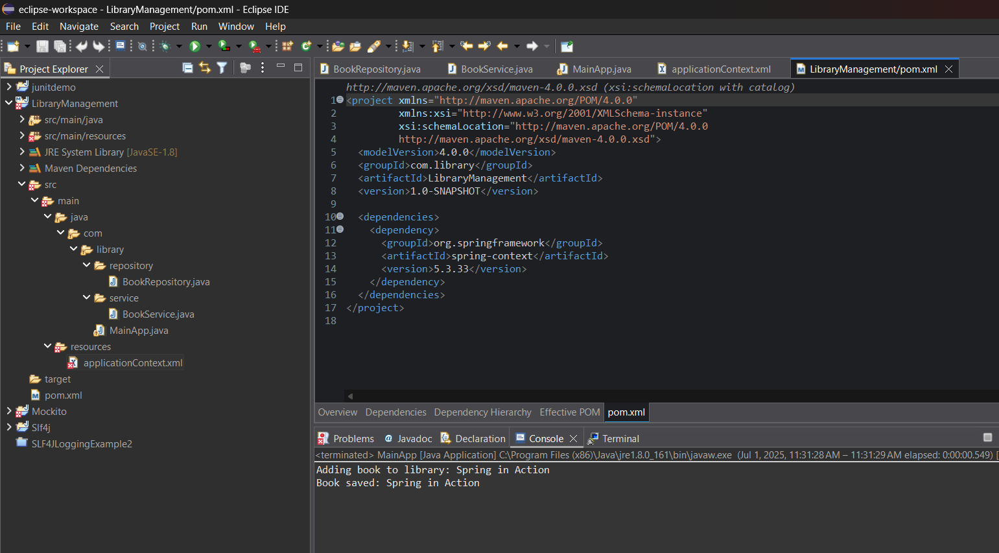 eclipse-workspace - LibraryManagement/pom.xml - Eclipse IDE
File Edit Navigate Search Project Run Window Help
Project Explorer
junitdemo
LibraryManagement
src/main/java
src/main/resources
JRE System Library [JavaSE-1.8]
Maven Dependencies
src
main
java
com
library
repository
BookRepository.java
service
BookService.java
MainApp.java
resources
applicationContext.xml
target
pom.xml
Mockito
Slf4j
SLF4JLoggingExample2
BookRepository.java BookService.java MainApp.java applicationContext.xml LibraryManagement/pom.xml
http://maven.apache.org/xsd/maven-4.0.0.xsd (xsi:schemaLocation with catalog)
1 <project xmlns="http://maven.apache.org/POM/4.0.0"
2 xmlns:xsi="http://www.w3.org/2001/XMLSchema-instance"
3 xsi:schemaLocation="http://maven.apache.org/POM/4.0.0
4 http://maven.apache.org/xsd/maven-4.0.0.xsd">
5 <modelVersion>4.0.0</modelVersion>
6 <groupId>com.library</groupId>
7 <artifactId>LibraryManagement</artifactId>
8 <version>1.0-SNAPSHOT</version>
9
10 <dependencies>
11 <dependency>
12 <groupId>org.springframework</groupId>
13 <artifactId>spring-context</artifactId>
14 <version>5.3.33</version>
15 </dependency>
16 </dependencies>
17 </project>
18
Overview Dependencies Dependency Hierarchy Effective POM pom.xml
Problems Javadoc Declaration Console Terminal
<terminated> MainApp [Java Application] C:\Program Files (x86)\Java\jre1.8.0_161\bin\javaw.exe (Jul 1, 2025, 11:31:28 AM – 11:31:29 AM elapsed: 0:00:00.549) [
Adding book to library: Spring in Action
Book saved: Spring in Action